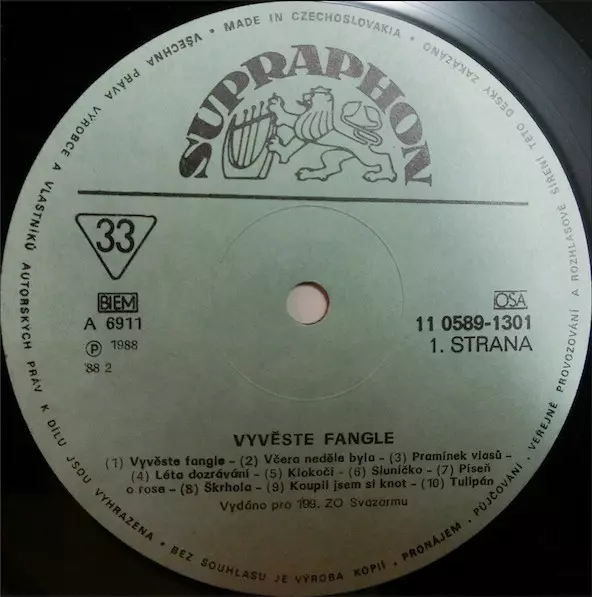 SUPRAPHON
VŠECHNA PRÁVA VÝROBCE A VLASTNÍKŮ AUTORSKÝCH PRÁV K DÍLU JSOU VYHRAZENA • BEZ SOUHLASU JE VÝROBA KOPIÍ, PRONÁJEM, PŮJČOVÁNÍ, VEŘEJNÉ PROVOZOVÁNÍ A ROZHLASOVÉ ŠÍŘENÍ TÉTO DESKY ZAKÁZÁNO • MADE IN CZECHOSLOVAKIA •
33
BIEM
A 6911
Ⓟ 1988
'88 2
OSA
11 0589-1301
1. STRANA
VYVĚSTE FANGLE
(1) Vyvěste fangle – (2) Včera neděle byla – (3) Pramínek vlasů –
(4) Léta dozrávání – (5) Klokočí – (6) Sluníčko – (7) Píseň
o rose – (8) Škrhola – (9) Koupil jsem si knot – (10) Tulipán
Vydáno pro 199. ZO Svazarmu